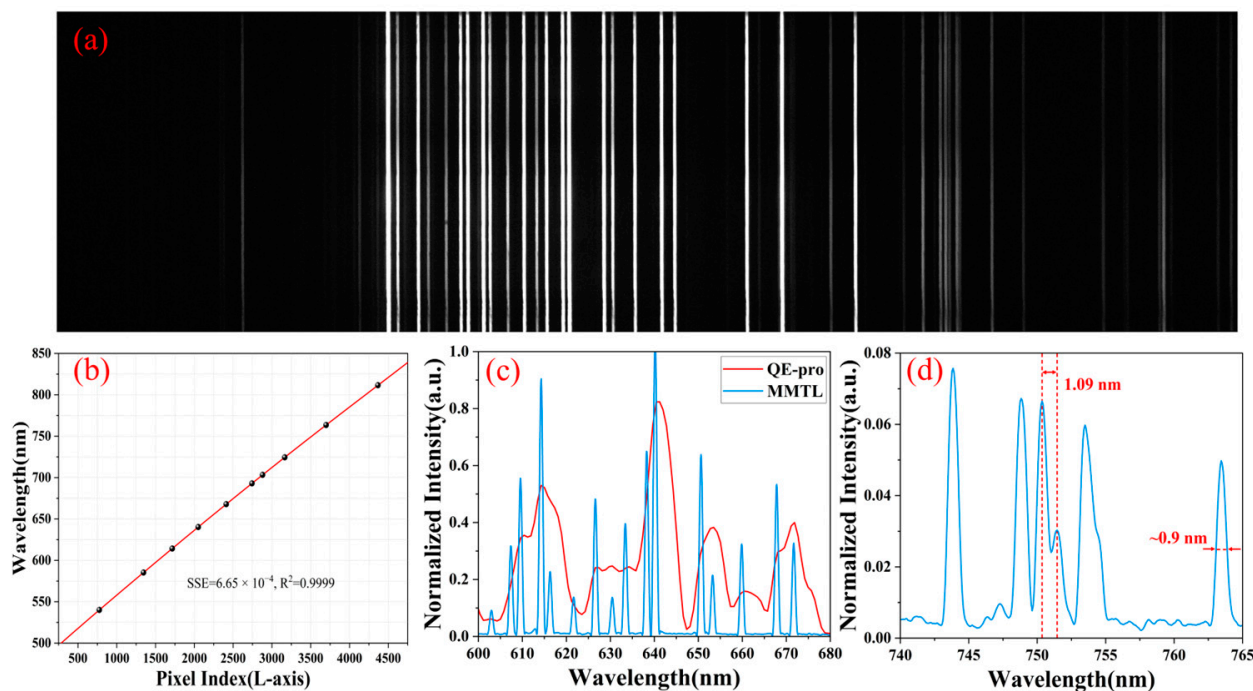 (a)
(b)
850
800
750
700
650
600
550
500
Wavelength(nm)
SSE=6.65 × 10⁻⁴, R²=0.9999
500 1000 1500 2000 2500 3000 3500 4000 4500
Pixel Index(L-axis)
(c)
QE-pro
MMTL
1.0
0.8
0.6
0.4
0.2
0.0
Normalized Intensity(a.u.)
600 610 620 630 640 650 660 670 680
Wavelength(nm)
(d)
1.09 nm
~0.9 nm
0.08
0.06
0.04
0.02
0.00
Normalized Intensity(a.u.)
740 745 750 755 760 765
Wavelength(nm)